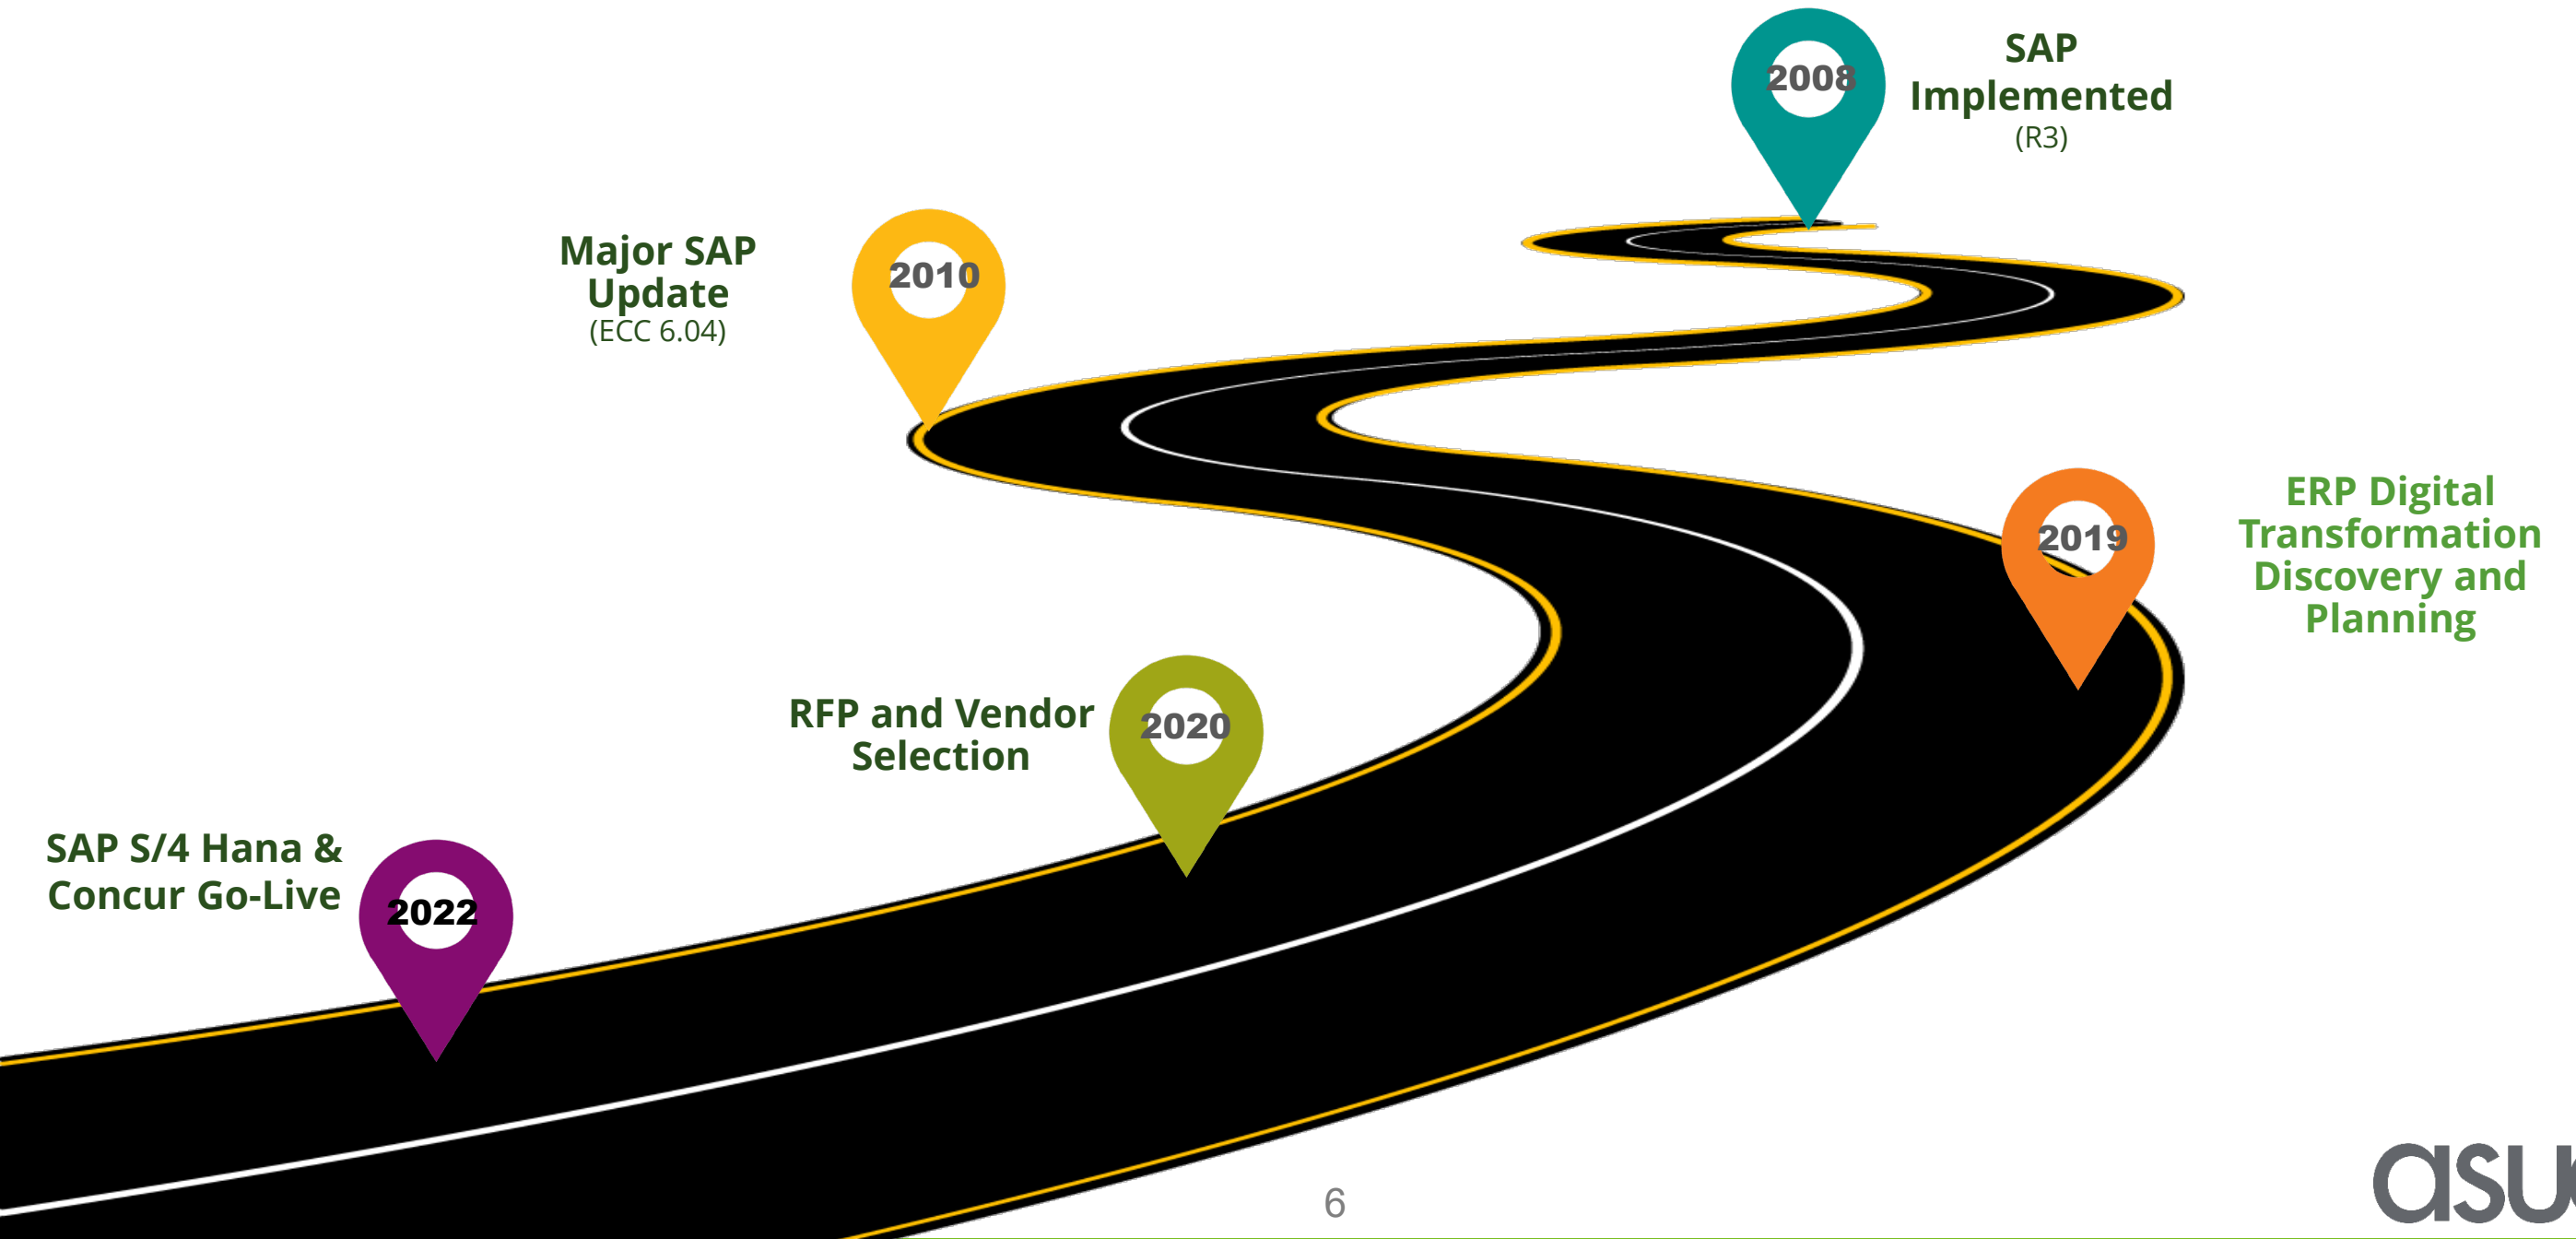 2008
SAP
Implemented
(R3)
Major SAP
Update
(ECC 6.04)
2010
2019
ERP Digital
Transformation
Discovery and
Planning
RFP and Vendor
Selection
2020
SAP S/4 Hana &
Concur Go-Live
2022
6